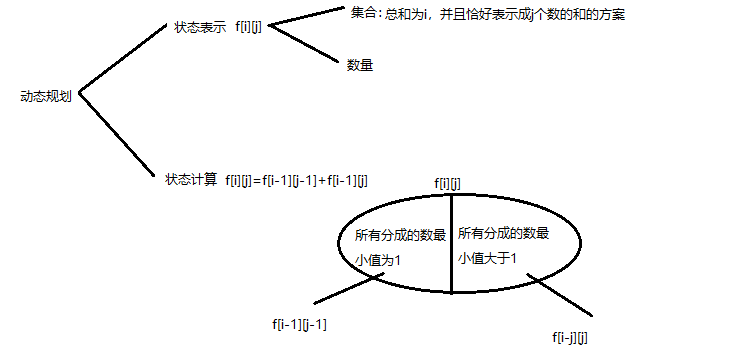 状态表示 f[i][j]
集合：总和为i，并且恰好表示成j个数的和的方案
数量
动态规划
状态计算 f[i][j]=f[i-1][j-1]+f[i-1][j]
f[i][j]
所有分成的数最
小值为1
所有分成的数最
小值大于1
f[i-1][j-1]
f[i-j][j]